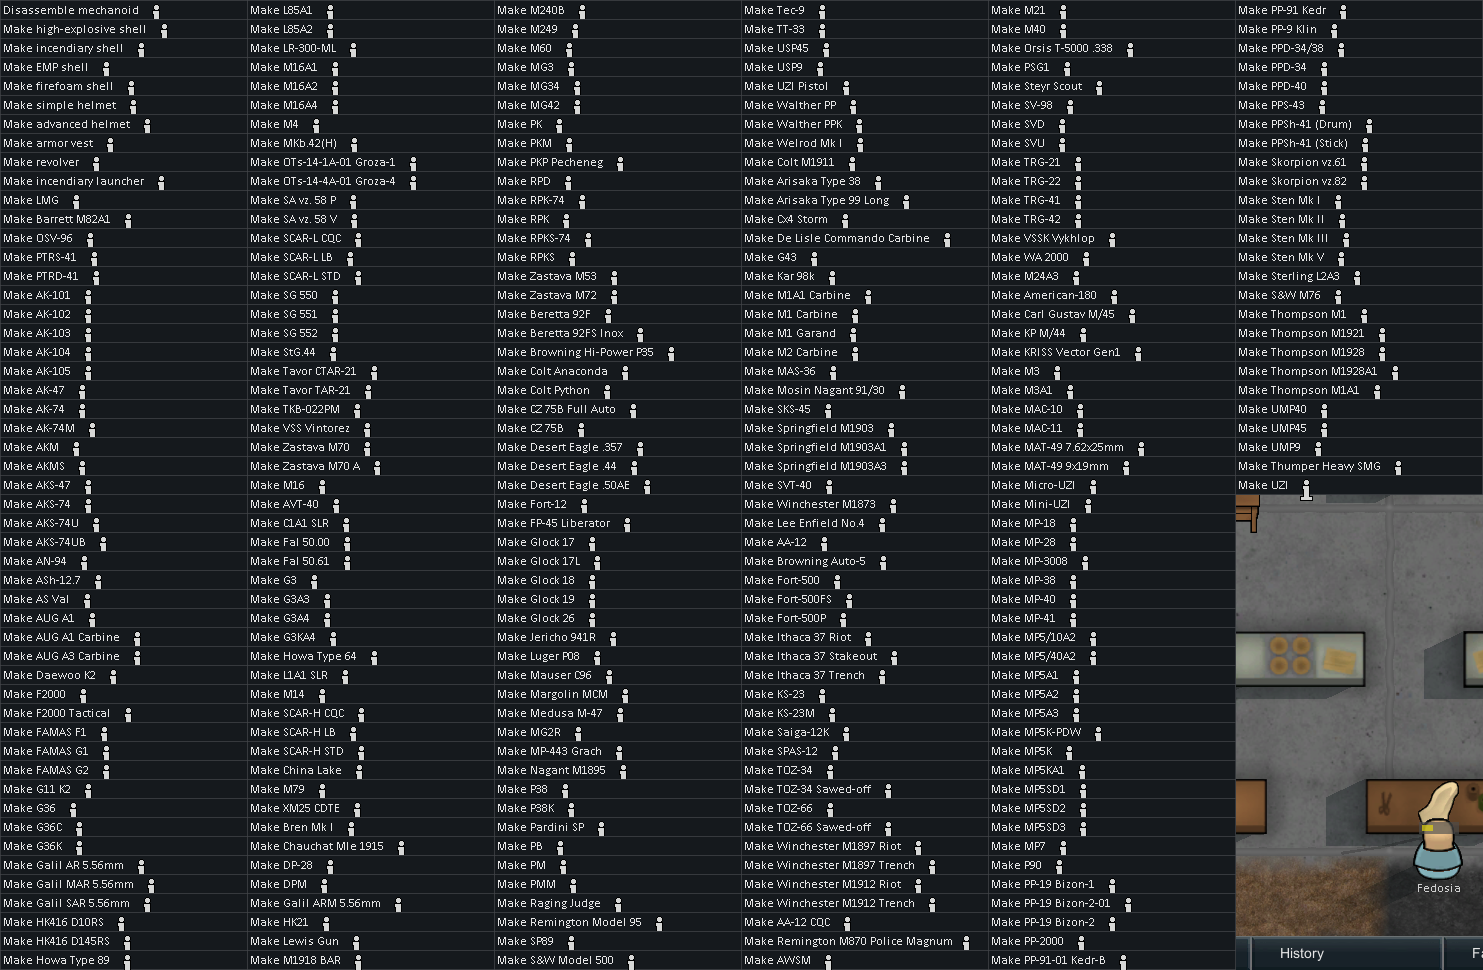 Disassemble mechanoid
Make high-explosive shell
Make incendiary shell
Make EMP shell
Make firefoam shell
Make simple helmet
Make advanced helmet
Make armor vest
Make revolver
Make incendiary launcher
Make LMG
Make Barrett M82A1
Make OSV-96
Make PTRS-41
Make PTRD-41
Make AK-101
Make AK-102
Make AK-103
Make AK-104
Make AK-105
Make AK-47
Make AK-74
Make AK-74M
Make AKM
Make AKMS
Make AKS-47
Make AKS-74
Make AKS-74U
Make AKS-74UB
Make AN-94
Make ASh-12.7
Make AS Val
Make AUG A1
Make AUG A1 Carbine
Make AUG A3 Carbine
Make Daewoo K2
Make F2000
Make F2000 Tactical
Make FAMAS F1
Make FAMAS G1
Make FAMAS G2
Make G11 K2
Make G36
Make G36C
Make G36K
Make Galil AR 5.56mm
Make Galil MAR 5.56mm
Make Galil SAR 5.56mm
Make HK416 D10RS
Make HK416 D145RS
Make Howa Type 89
Make L85A1
Make L85A2
Make LR-300-ML
Make M16A1
Make M16A2
Make M16A4
Make M4
Make MKb.42(H)
Make OTs-14-1A-01 Groza-1
Make OTs-14-4A-01 Groza-4
Make SA vz. 58 P
Make SA vz. 58 V
Make SCAR-L CQC
Make SCAR-L LB
Make SCAR-L STD
Make SG 550
Make SG 551
Make SG 552
Make StG.44
Make Tavor CTAR-21
Make Tavor TAR-21
Make TKB-022PM
Make VSS Vintorez
Make Zastava M70
Make Zastava M70 A
Make M16
Make AVT-40
Make C1A1 SLR
Make Fal 50.00
Make Fal 50.61
Make G3
Make G3A3
Make G3A4
Make G3KA4
Make Howa Type 64
Make L1A1 SLR
Make M14
Make SCAR-H CQC
Make SCAR-H LB
Make SCAR-H STD
Make China Lake
Make M79
Make XM25 CDTE
Make Bren Mk I
Make Chauchat Mle 1915
Make DP-28
Make DPM
Make Galil ARM 5.56mm
Make HK21
Make Lewis Gun
Make M1918 BAR
Make M240B
Make M249
Make M60
Make MG3
Make MG34
Make MG42
Make PK
Make PKM
Make PKP Pecheneg
Make RPD
Make RPK-74
Make RPK
Make RPKS-74
Make RPKS
Make Zastava M53
Make Zastava M72
Make Beretta 92F
Make Beretta 92FS Inox
Make Browning Hi-Power P35
Make Colt Anaconda
Make Colt Python
Make CZ 75B Full Auto
Make CZ 75B
Make Desert Eagle .357
Make Desert Eagle .44
Make Desert Eagle .50AE
Make Fort-12
Make FP-45 Liberator
Make Glock 17
Make Glock 17L
Make Glock 18
Make Glock 19
Make Glock 26
Make Jericho 941R
Make Luger P08
Make Mauser C96
Make Margolin MCM
Make Medusa M-47
Make MG2R
Make MP-443 Grach
Make Nagant M1895
Make P38
Make P38K
Make Pardini SP
Make PB
Make PM
Make PMM
Make Raging Judge
Make Remington Model 95
Make SP89
Make S&W Model 500
Make Tec-9
Make TT-33
Make USP45
Make USP9
Make UZI Pistol
Make Walther PP
Make Walther PPK
Make Welrod Mk I
Make Colt M1911
Make Arisaka Type 38
Make Arisaka Type 99 Long
Make Cx4 Storm
Make De Lisle Commando Carbine
Make G43
Make Kar 98k
Make M1A1 Carbine
Make M1 Carbine
Make M1 Garand
Make M2 Carbine
Make MAS-36
Make Mosin Nagant 91/30
Make SKS-45
Make Springfield M1903
Make Springfield M1903A1
Make Springfield M1903A3
Make SVT-40
Make Winchester M1873
Make Lee Enfield No.4
Make AA-12
Make Browning Auto-5
Make Fort-500
Make Fort-500FS
Make Fort-500P
Make Ithaca 37 Riot
Make Ithaca 37 Stakeout
Make Ithaca 37 Trench
Make KS-23
Make KS-23M
Make Saiga-12K
Make SPAS-12
Make TOZ-34
Make TOZ-34 Sawed-off
Make TOZ-66
Make TOZ-66 Sawed-off
Make Winchester M1897 Riot
Make Winchester M1897 Trench
Make Winchester M1912 Riot
Make Winchester M1912 Trench
Make AA-12 CQC
Make Remington M870 Police Magnum
Make AWSM
Make M21
Make M40
Make Orsis T-5000 .338
Make PSG1
Make Steyr Scout
Make SV-98
Make SVD
Make SVU
Make TRG-21
Make TRG-22
Make TRG-41
Make TRG-42
Make VSSK Vykhlop
Make WA 2000
Make M24A3
Make American-180
Make Carl Gustav M/45
Make KP M/44
Make KRISS Vector Gen1
Make M3
Make M3A1
Make MAC-10
Make MAC-11
Make MAT-49 7.62x25mm
Make MAT-49 9x19mm
Make Micro-UZI
Make Mini-UZI
Make MP-18
Make MP-28
Make MP-3008
Make MP-38
Make MP-40
Make MP-41
Make MP5/10A2
Make MP5/40A2
Make MP5A1
Make MP5A2
Make MP5A3
Make MP5K-PDW
Make MP5K
Make MP5KA1
Make MP5SD1
Make MP5SD2
Make MP5SD3
Make MP7
Make P90
Make PP-19 Bizon-1
Make PP-19 Bizon-2-01
Make PP-19 Bizon-2
Make PP-2000
Make PP-91-01 Kedr-B
Make PP-91 Kedr
Make PP-9 Klin
Make PPD-34/38
Make PPD-34
Make PPD-40
Make PPS-43
Make PPSh-41 (Drum)
Make PPSh-41 (Stick)
Make Skorpion vz.61
Make Skorpion vz.82
Make Sten Mk I
Make Sten Mk II
Make Sten Mk III
Make Sten Mk V
Make Sterling L2A3
Make S&W M76
Make Thompson M1
Make Thompson M1921
Make Thompson M1928
Make Thompson M1928A1
Make Thompson M1A1
Make UMP40
Make UMP45
Make UMP9
Make Thumper Heavy SMG
Make UZI
Fedosia
History